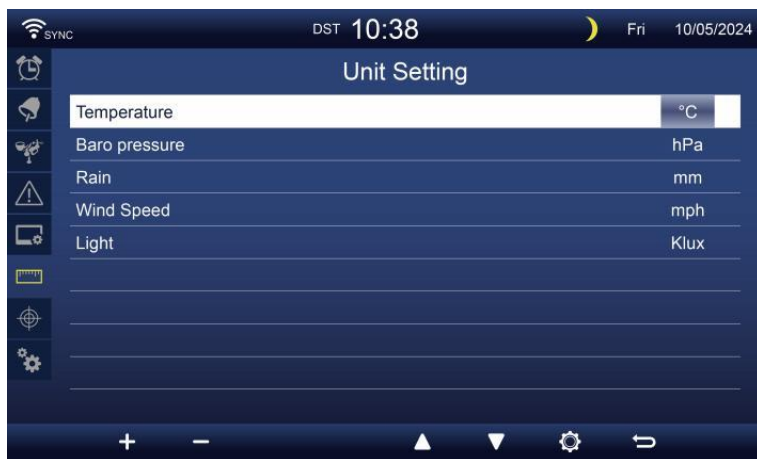 SYNC DST 10:38 Fri 10/05/2024
Unit Setting
Temperature °C
Baro pressure hPa
Rain mm
Wind Speed mph
Light Klux